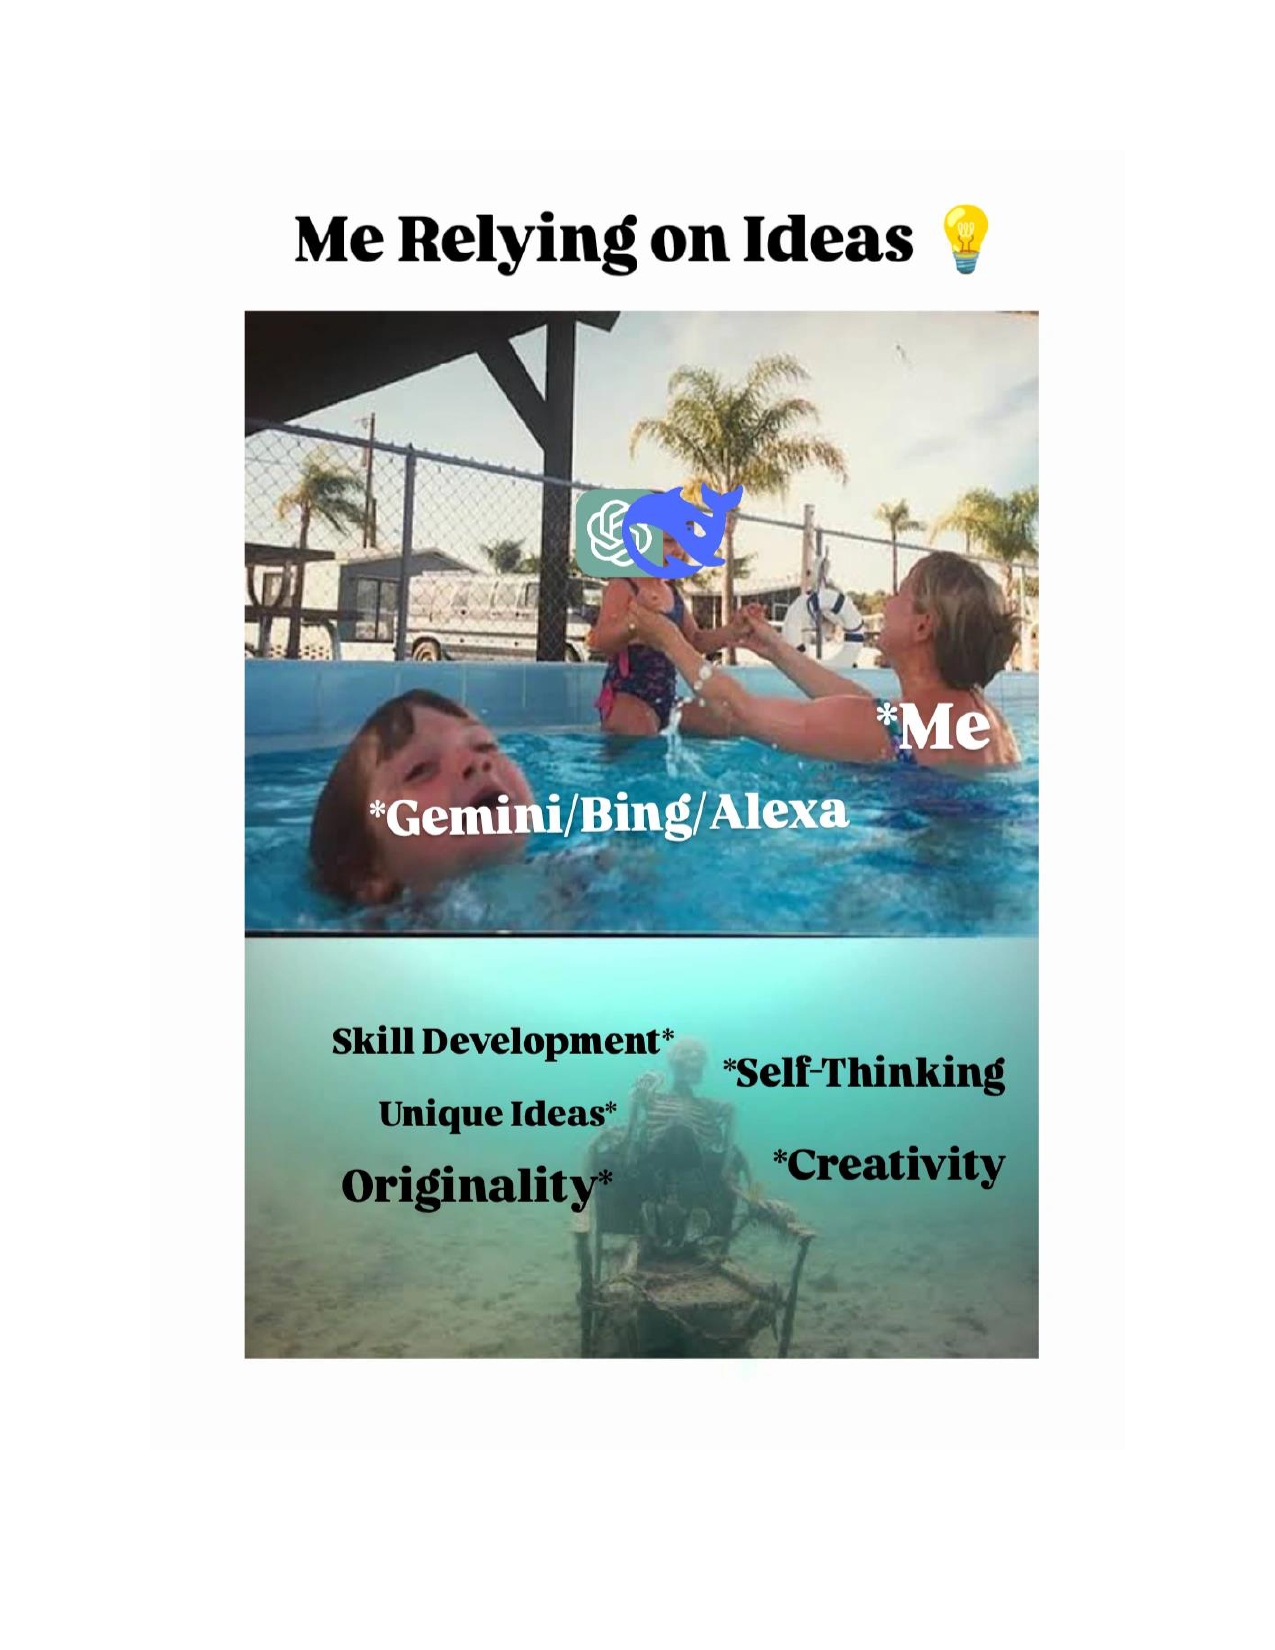 Me Relying on Ideas 💡
*Me
*Gemini/Bing/Alexa
Skill Development*
*Self-Thinking
Unique Ideas*
*Creativity
Originality*